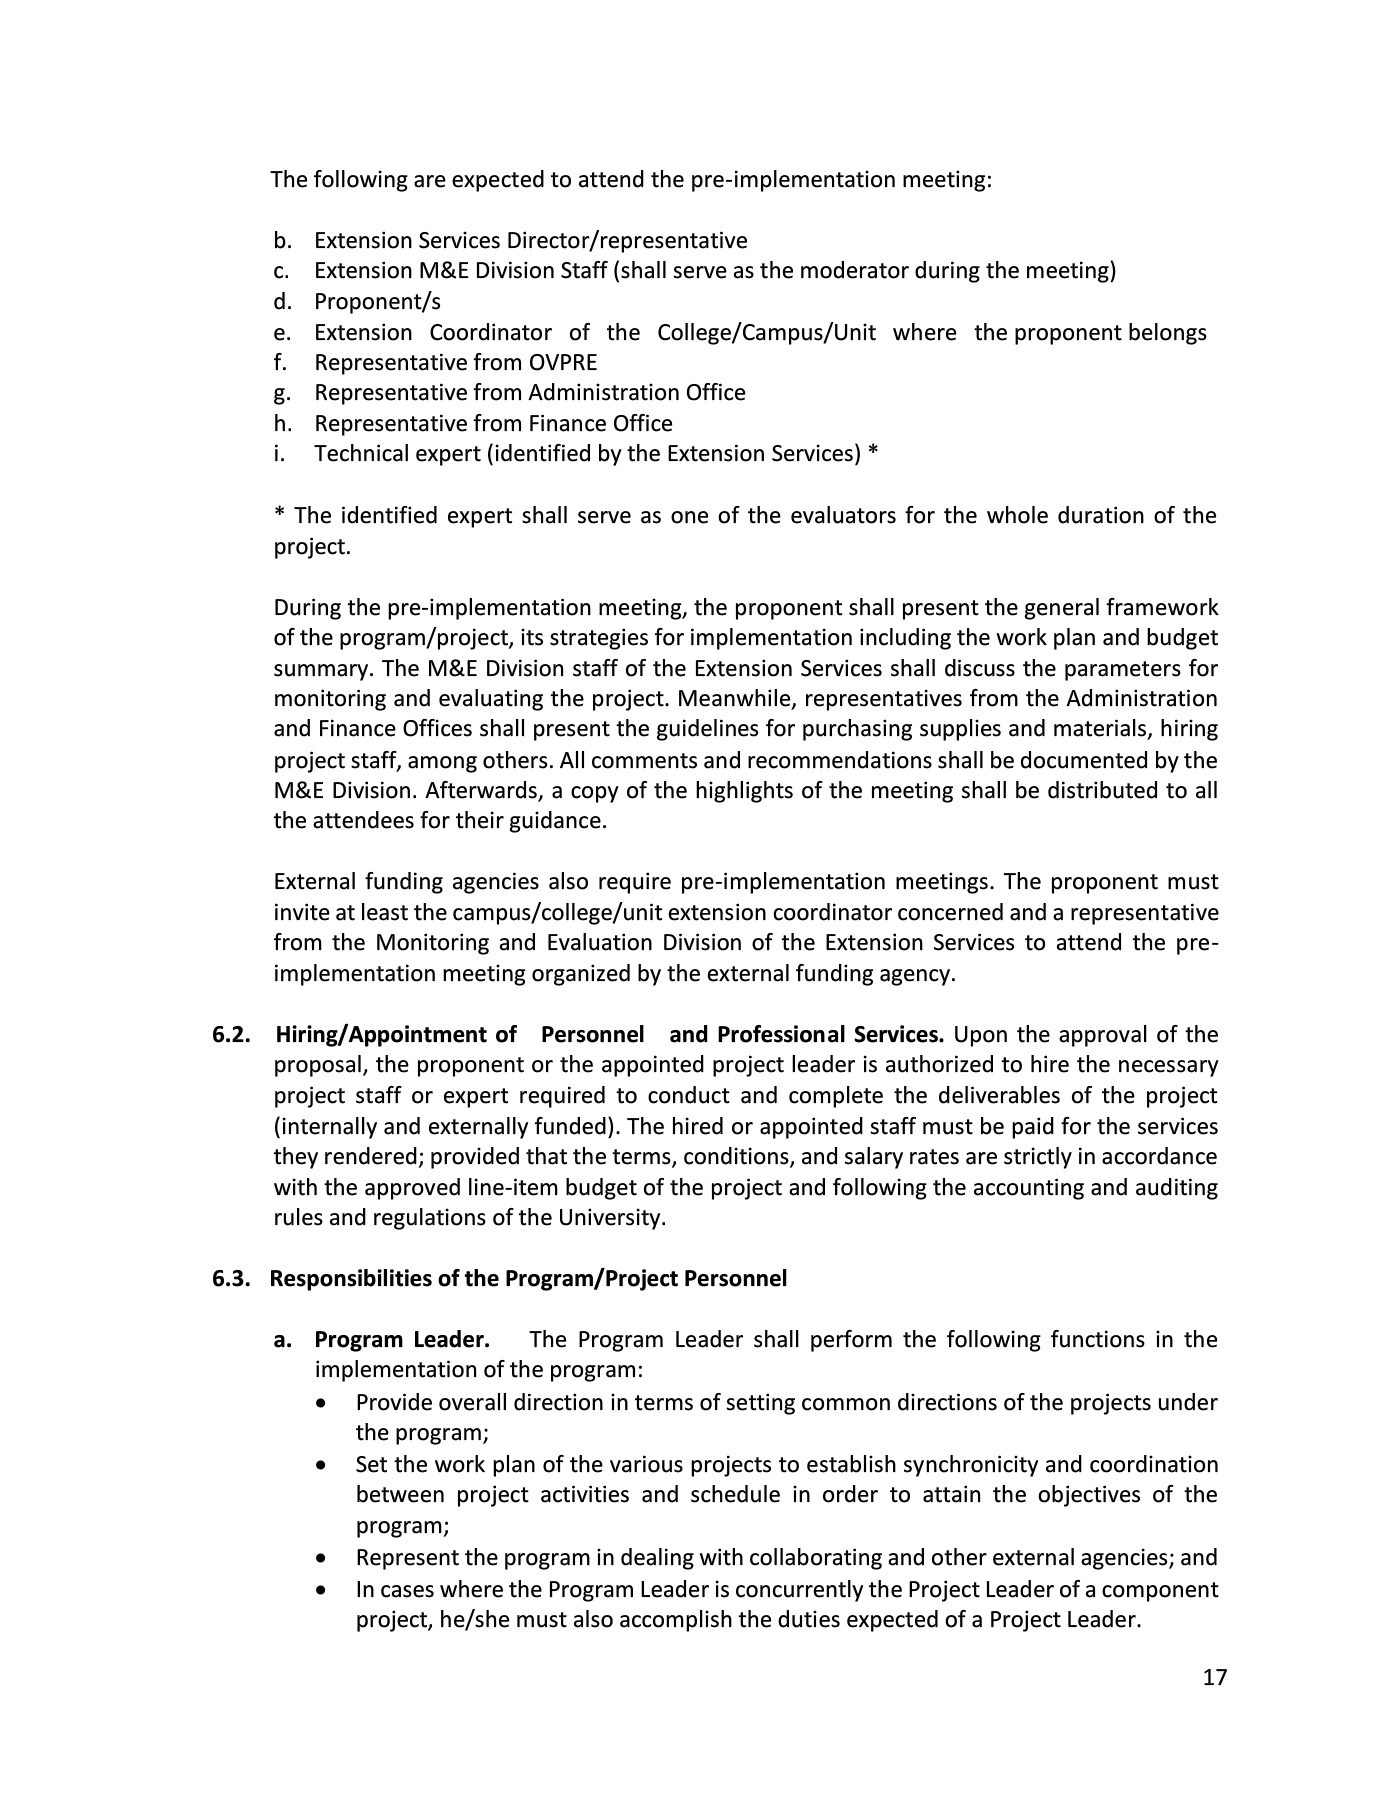 The following are expected to attend the pre-implementation meeting:
b. Extension Services Director/representative
c. Extension M&E Division Staff (shall serve as the moderator during the meeting)
d. Proponent/s
e. Extension Coordinator of the College/Campus/Unit where the proponent belongs
f. Representative from OVPRE
g. Representative from Administration Office
h. Representative from Finance Office
i. Technical expert (identified by the Extension Services) *
* The identified expert shall serve as one of the evaluators for the whole duration of the
project.
During the pre-implementation meeting, the proponent shall present the general framework
of the program/project, its strategies for implementation including the work plan and budget
summary. The M&E Division staff of the Extension Services shall discuss the parameters for
monitoring and evaluating the project. Meanwhile, representatives from the Administration
and Finance Offices shall present the guidelines for purchasing supplies and materials, hiring
project staff, among others. All comments and recommendations shall be documented by the
M&E Division. Afterwards, a copy of the highlights of the meeting shall be distributed to all
the attendees for their guidance.
External funding agencies also require pre-implementation meetings. The proponent must
invite at least the campus/college/unit extension coordinator concerned and a representative
from the Monitoring and Evaluation Division of the Extension Services to attend the pre-
implementation meeting organized by the external funding agency.
6.2. Hiring/Appointment of Personnel and Professional Services. Upon the approval of the
proposal, the proponent or the appointed project leader is authorized to hire the necessary
project staff or expert required to conduct and complete the deliverables of the project
(internally and externally funded). The hired or appointed staff must be paid for the services
they rendered; provided that the terms, conditions, and salary rates are strictly in accordance
with the approved line-item budget of the project and following the accounting and auditing
rules and regulations of the University.
6.3. Responsibilities of the Program/Project Personnel
a. Program Leader. The Program Leader shall perform the following functions in the
implementation of the program:
• Provide overall direction in terms of setting common directions of the projects under
the program;
• Set the work plan of the various projects to establish synchronicity and coordination
between project activities and schedule in order to attain the objectives of the
program;
• Represent the program in dealing with collaborating and other external agencies; and
• In cases where the Program Leader is concurrently the Project Leader of a component
project, he/she must also accomplish the duties expected of a Project Leader.
17